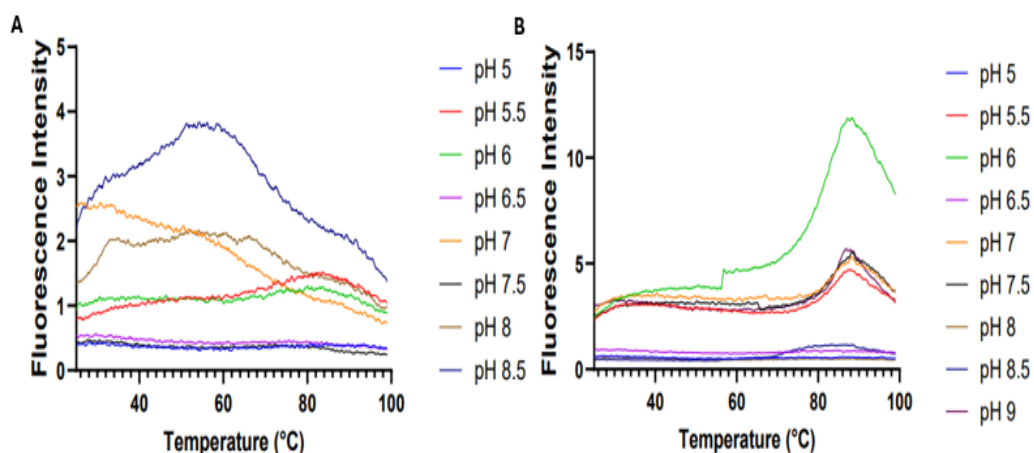 A
Fluorescence Intensity
5
4
3
2
1
0
40
60
80
100
Temperature (°C)
pH 5
pH 5.5
pH 6
pH 6.5
pH 7
pH 7.5
pH 8
pH 8.5
B
Fluorescence Intensity
15
10
5
0
40
60
80
100
Temperature (°C)
pH 5
pH 5.5
pH 6
pH 6.5
pH 7
pH 7.5
pH 8
pH 8.5
pH 9